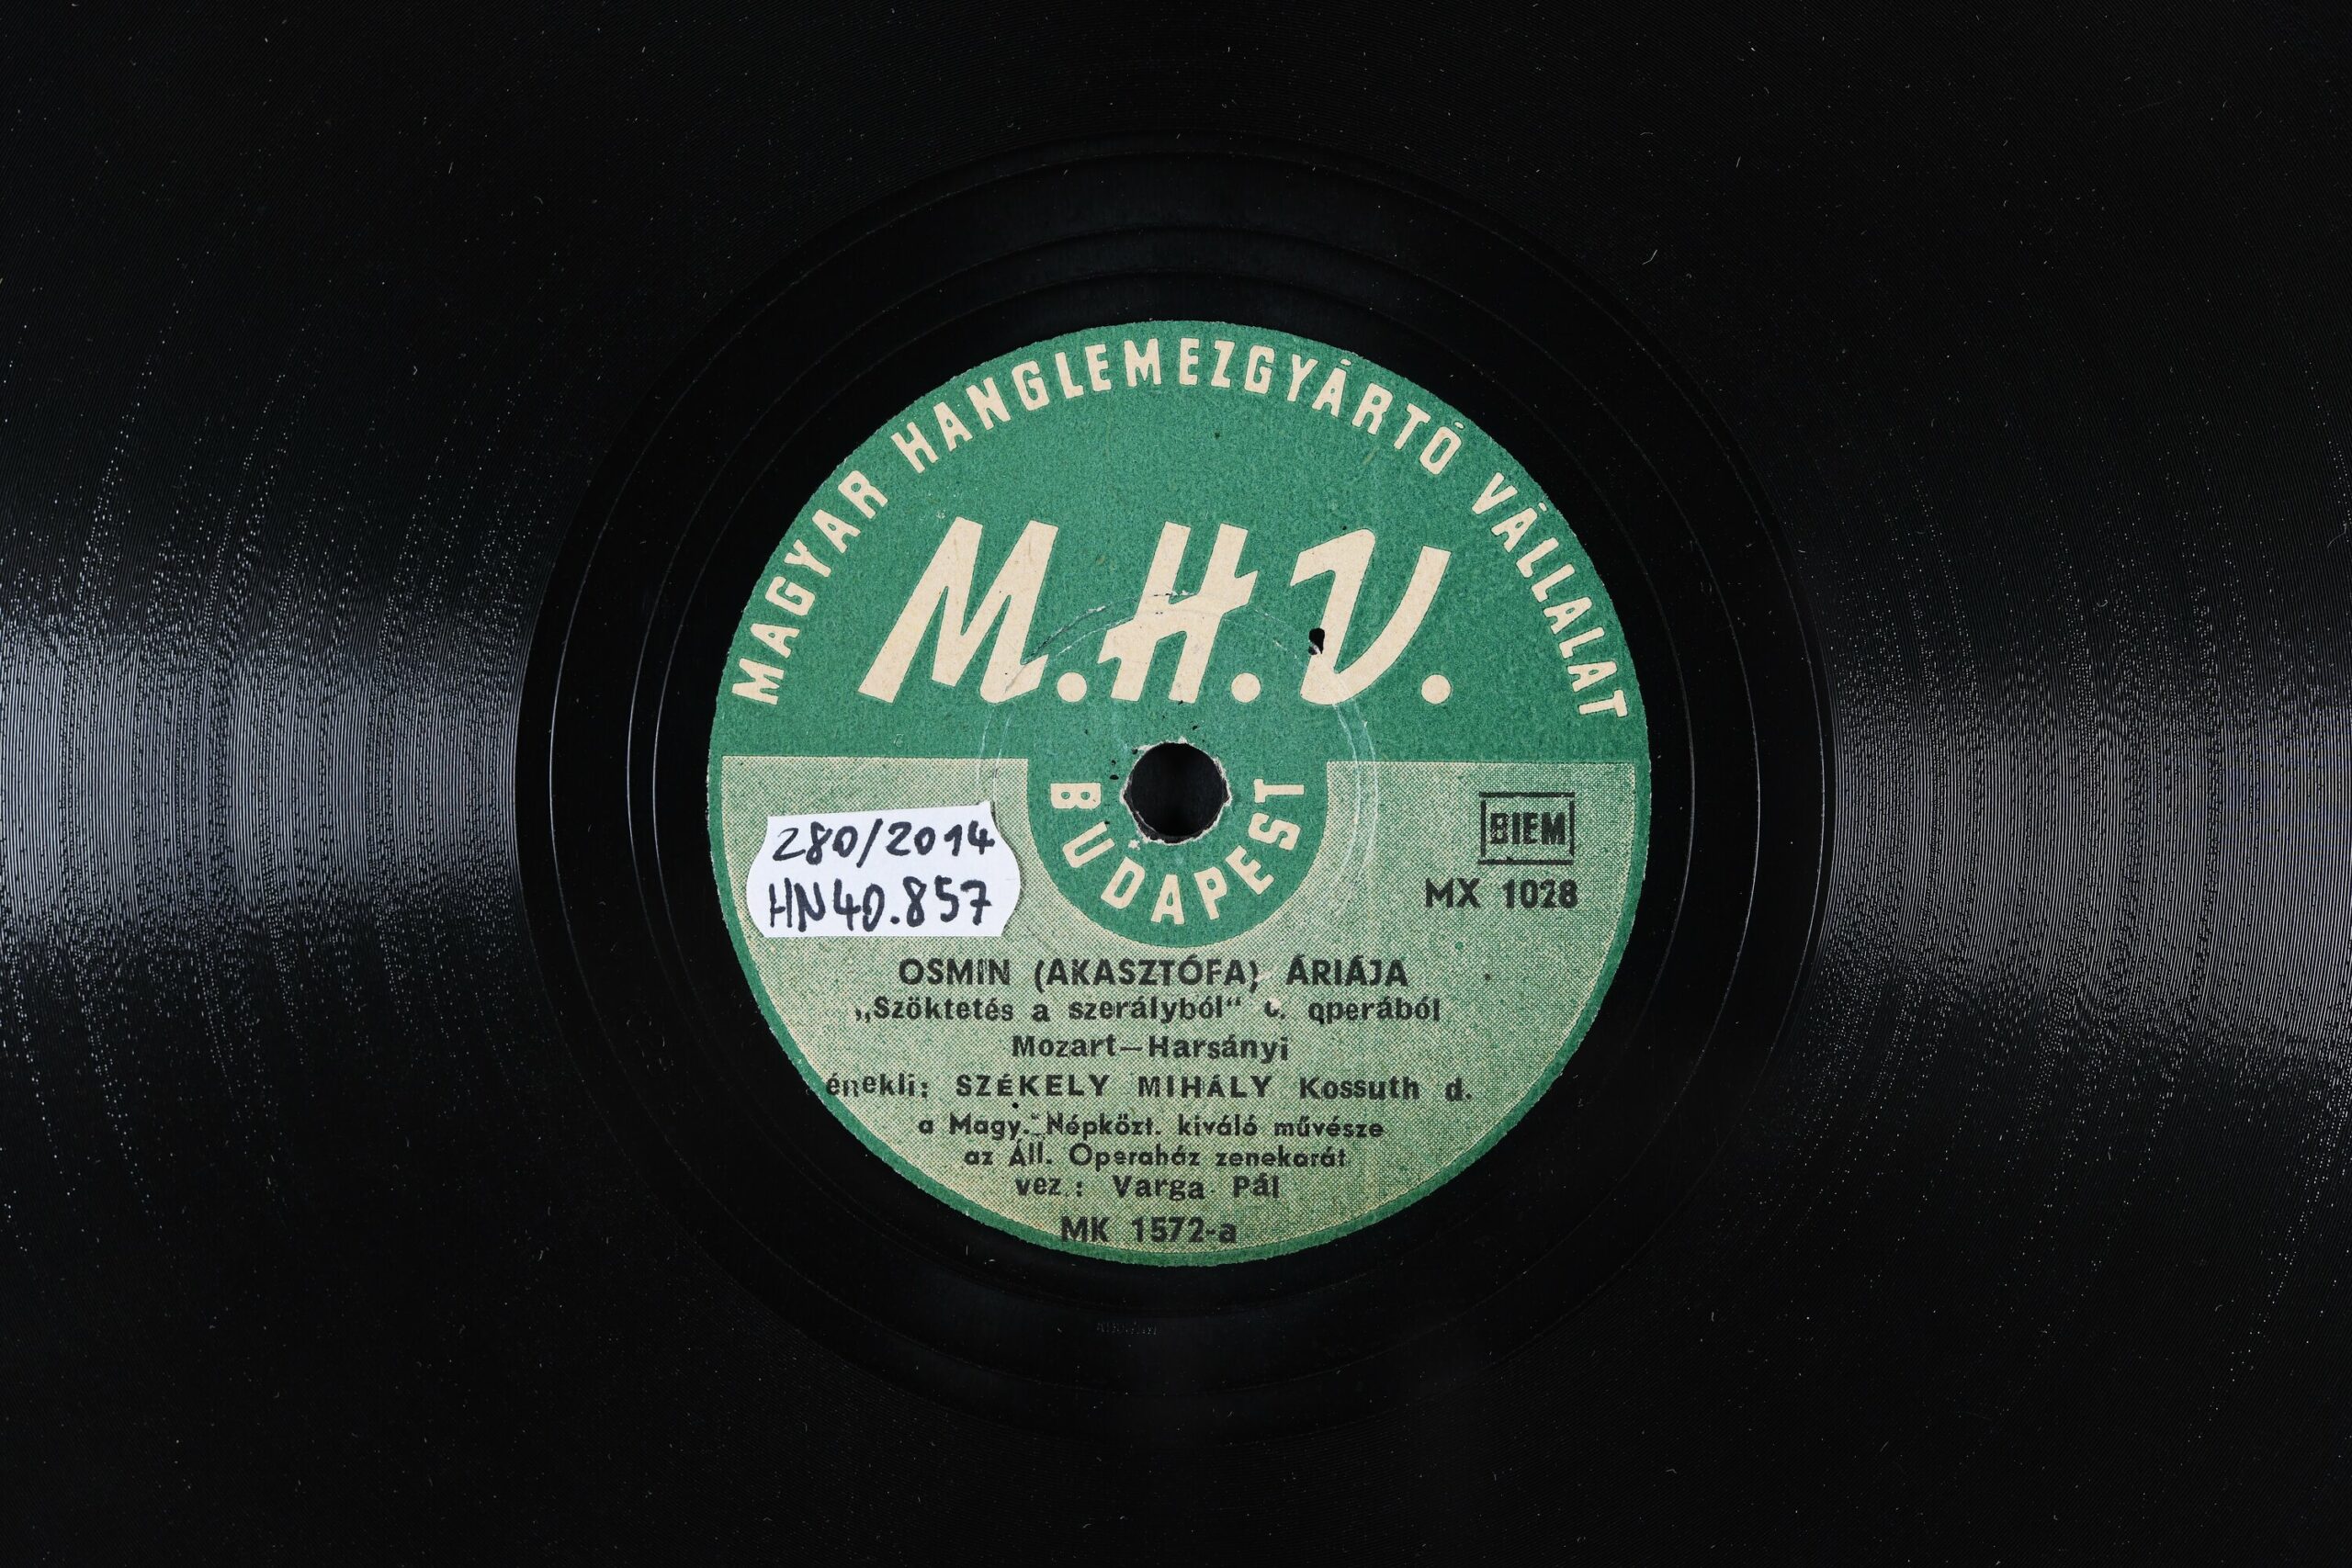 MAGYAR HANGLEMEZGYÁRTÓ VÁLLALAT
M.H.V.
BUDAPEST
280/2014
HN40.857
BIEM
MX 1028
OSMIN (AKASZTÓFA) ÁRIÁJA
„Szöktetés a szerályból“ c. operából
Mozart—Harsányi
énekli: SZÉKELY MIHÁLY Kossuth d.
a Magy. Népközt. kiváló művésze
az Áll. Operaház zenekarát
vez.: Varga Pál
MK 1572-a